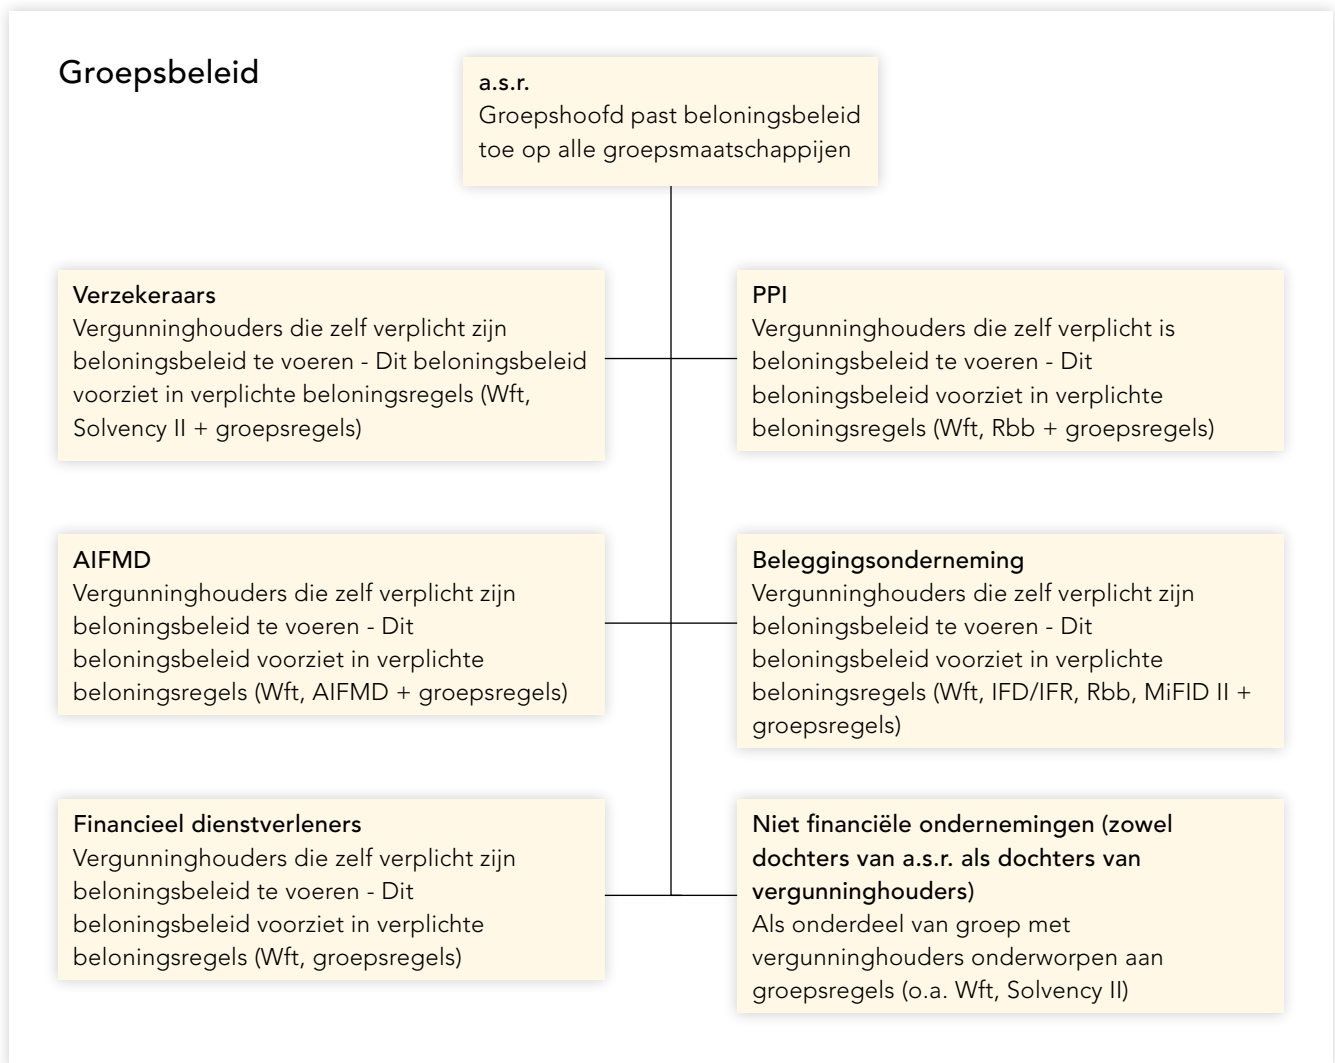 Groepsbeleid
a.s.r.
Groepshoofd past beloningsbeleid
toe op alle groepsmaatschappijen
Verzekeraars
Vergunninghouders die zelf verplicht zijn
beloningsbeleid te voeren - Dit beloningsbeleid
voorziet in verplichte beloningsregels (Wft,
Solvency II + groepsregels)
PPI
Vergunninghouders die zelf verplicht is
beloningsbeleid te voeren - Dit
beloningsbeleid voorziet in verplichte
beloningsregels (Wft, Rbb + groepsregels)
AIFMD
Vergunninghouders die zelf verplicht zijn
beloningsbeleid te voeren - Dit
beloningsbeleid voorziet in verplichte
beloningsregels (Wft, AIFMD + groepsregels)
Beleggingsonderneming
Vergunninghouders die zelf verplicht zijn
beloningsbeleid te voeren - Dit
beloningsbeleid voorziet in verplichte
beloningsregels (Wft, IFD/IFR, Rbb, MiFID II +
groepsregels)
Financieel dienstverleners
Vergunninghouders die zelf verplicht zijn
beloningsbeleid te voeren - Dit
beloningsbeleid voorziet in verplichte
beloningsregels (Wft, groepsregels)
Niet financiële ondernemingen (zowel
dochters van a.s.r. als dochters van
vergunninghouders)
Als onderdeel van groep met
vergunninghouders onderworpen aan
groepsregels (o.a. Wft, Solvency II)